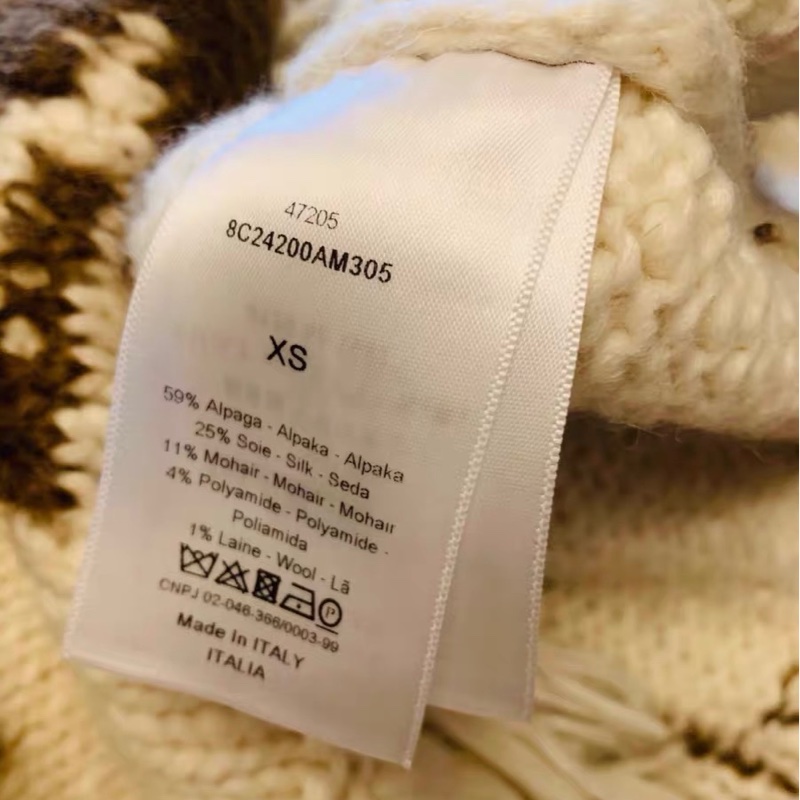 47205
8C24200AM305
XS
59% Alpaga - Alpaka - Alpaka
25% Soie - Silk - Seda
11% Mohair - Mohair - Mohair
4% Polyamide - Polyamide -
Poliamida
1% Laine - Wool - Lã
P
CNPJ 02-046-366/0003-99
Made In ITALY
ITALIA